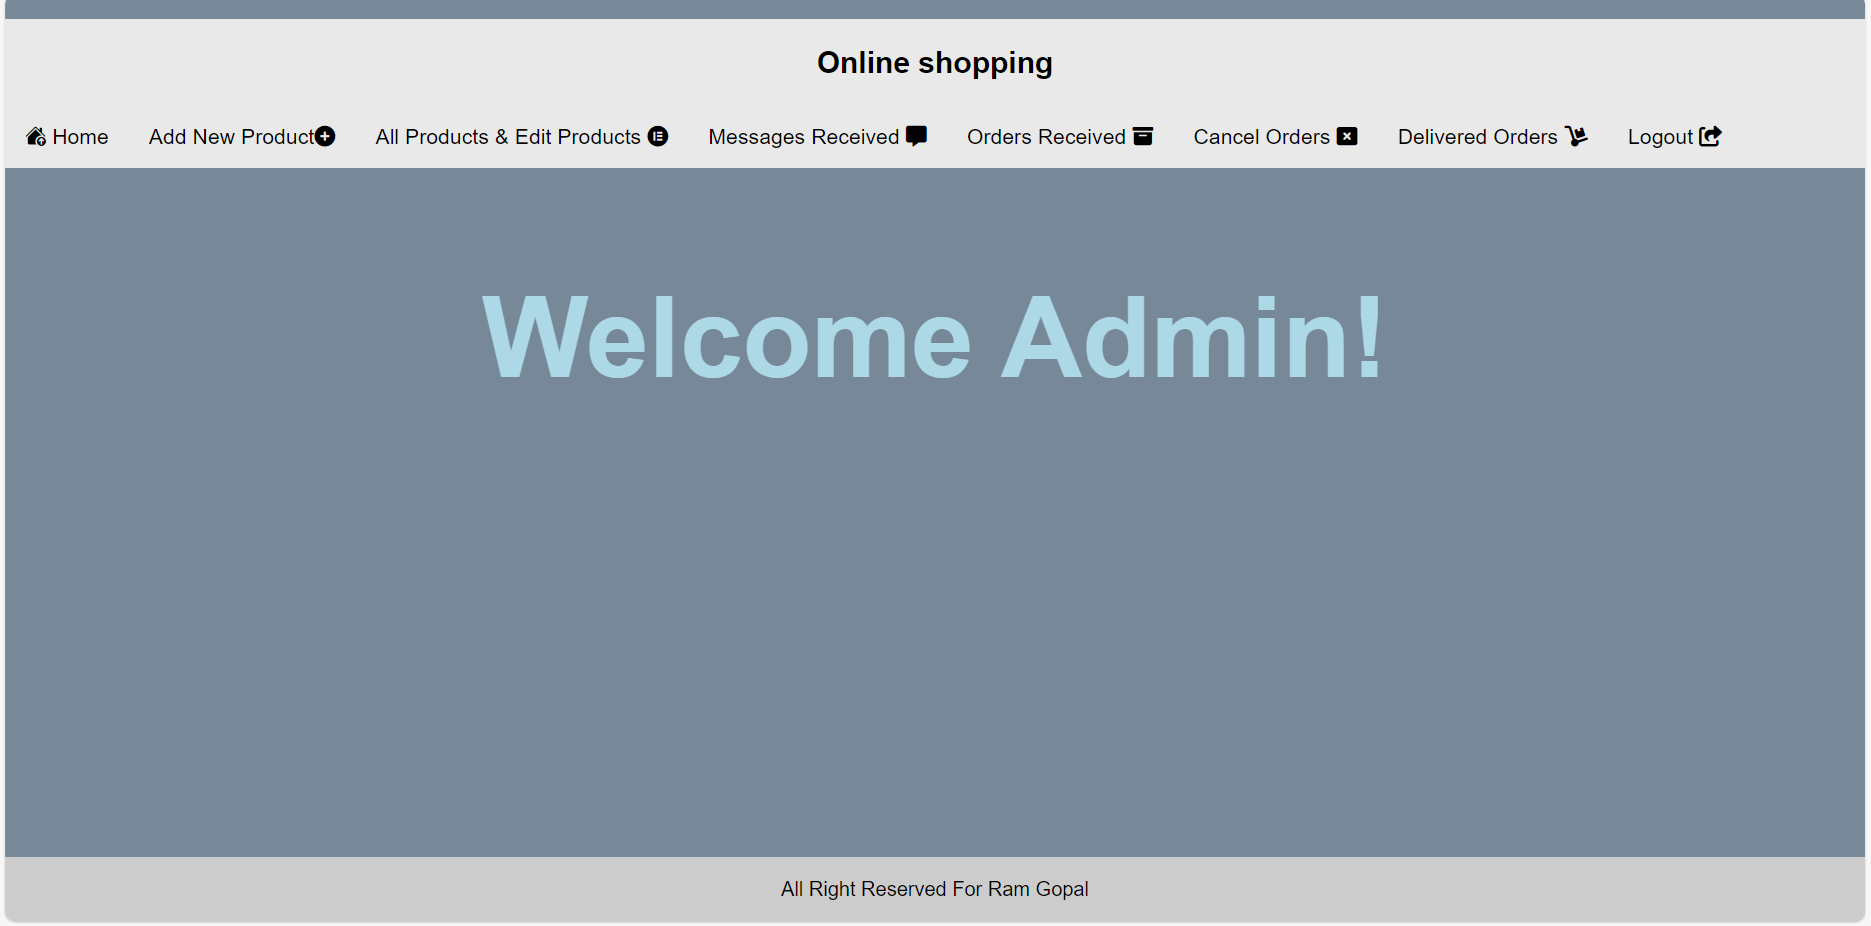 Online shopping
Home Add New Product All Products & Edit Products Messages Received Orders Received Cancel Orders Delivered Orders Logout
Welcome Admin!
All Right Reserved For Ram Gopal